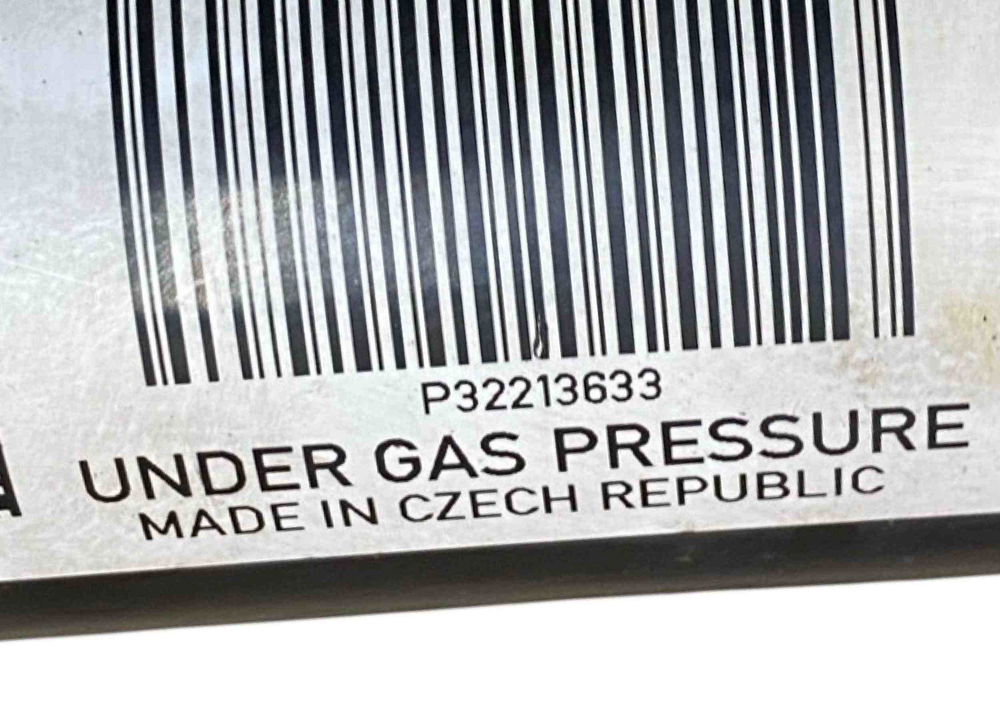 P32213633
UNDER GAS PRESSURE
MADE IN CZECH REPUBLIC